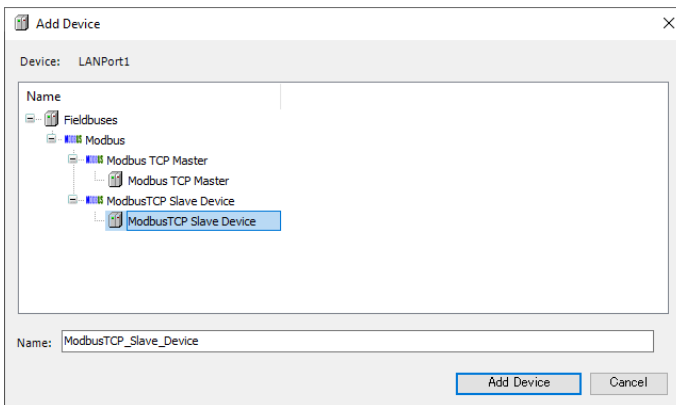 Add Device
Device: LANPort1
Name
Fieldbuses
Modbus
Modbus TCP Master
Modbus TCP Master
ModbusTCP Slave Device
ModbusTCP Slave Device
Name: ModbusTCP_Slave_Device
Add Device Cancel